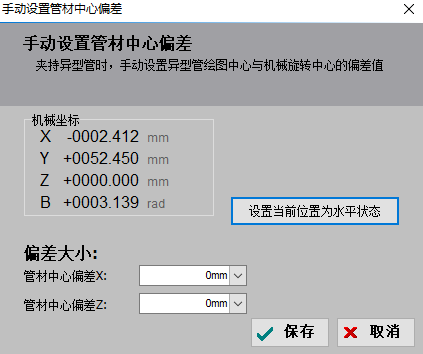 手动设置管材中心偏差
手动设置管材中心偏差
夹持异型管时，手动设置异型管绘图中心与机械旋转中心的偏差值
机械坐标
X -0002.412 mm
Y +0052.450 mm
Z +0000.000 mm
B +0003.139 rad
设置当前位置为水平状态
偏差大小:
管材中心偏差X: 0mm
管材中心偏差Z: 0mm
保存 取消